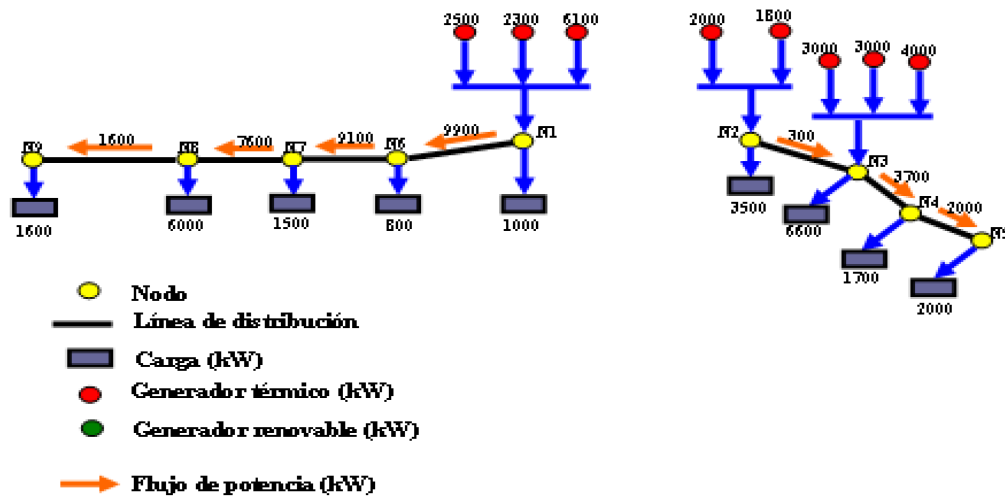 2500 2300 6100
2000 1800
3000 3000 4000
N9 1600 N8 7600 N7 9100 N6 9900 N1
N2 300 N3 3700 N4 2000 N5
1600 6000 1500 800 1000
3500 6600 1700 2000
Nodo
Línea de distribución
Carga (kW)
Generador térmico (kW)
Generador renovable (kW)
Flujo de potencia (kW)